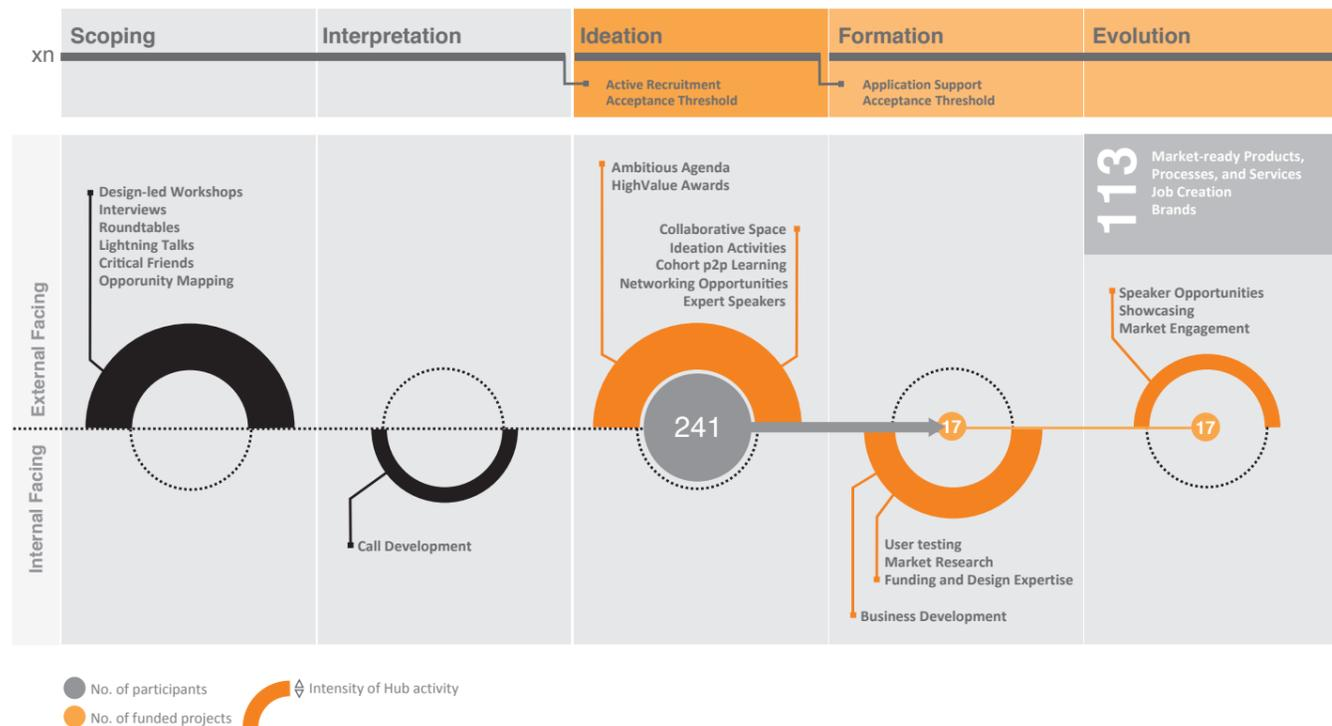 Scoping
Interpretation
Ideation
Formation
Evolution
xn
Active Recruitment
Acceptance Threshold
Application Support
Acceptance Threshold
External Facing
Internal Facing
Design-led Workshops
Interviews
Roundtables
Lightning Talks
Critical Friends
Opporunity Mapping
Call Development
Ambitious Agenda
HighValue Awards
Collaborative Space
Ideation Activities
Cohort p2p Learning
Networking Opportunities
Expert Speakers
241
17
User testing
Market Research
Funding and Design Expertise
Business Development
113
Market-ready Products,
Processes, and Services
Job Creation
Brands
Speaker Opportunities
Showcasing
Market Engagement
17
No. of participants
No. of funded projects
Intensity of Hub activity